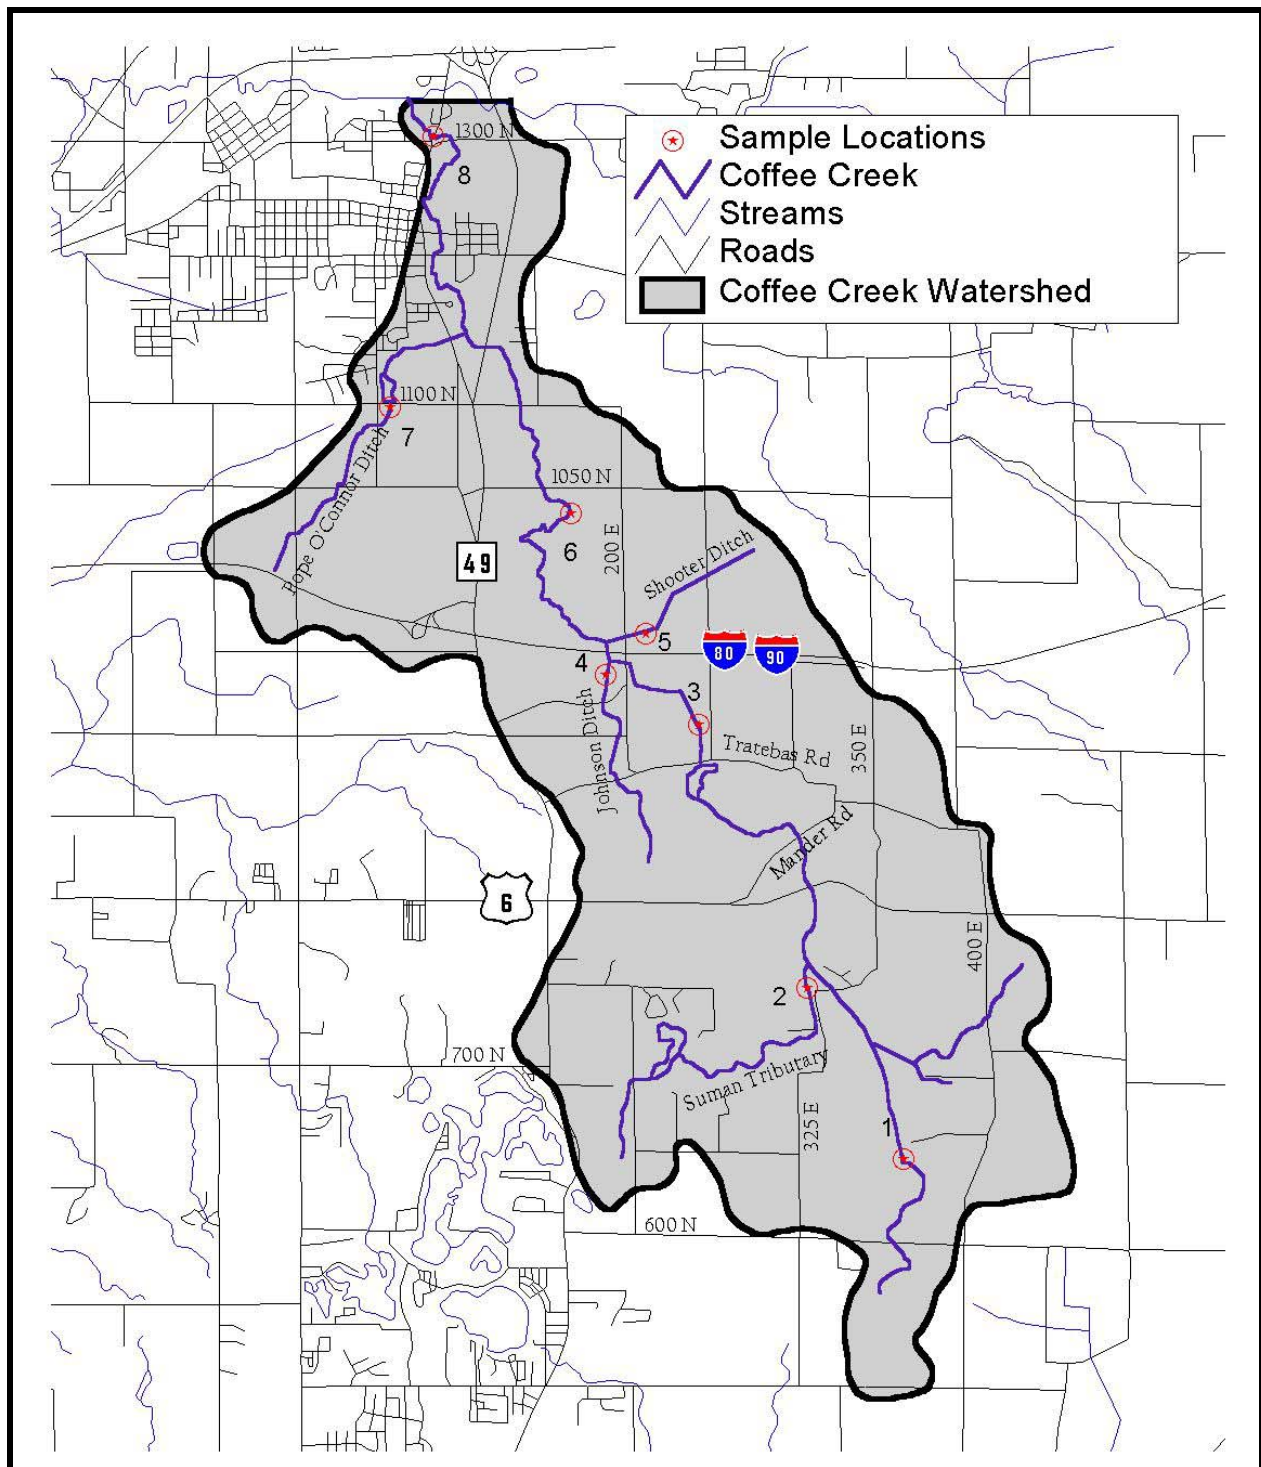 Sample Locations
Coffee Creek
Streams
Roads
Coffee Creek Watershed
1300 N
8
1100 N
7
Pope O'Connor Ditch
1050 N
6
49
200 E
Shooter Ditch
5
80
90
4
3
Johnson Ditch
Tratebas Rd
350 E
Mander Rd
6
400 E
2
700 N
Suman Tributary
325 E
1
600 N